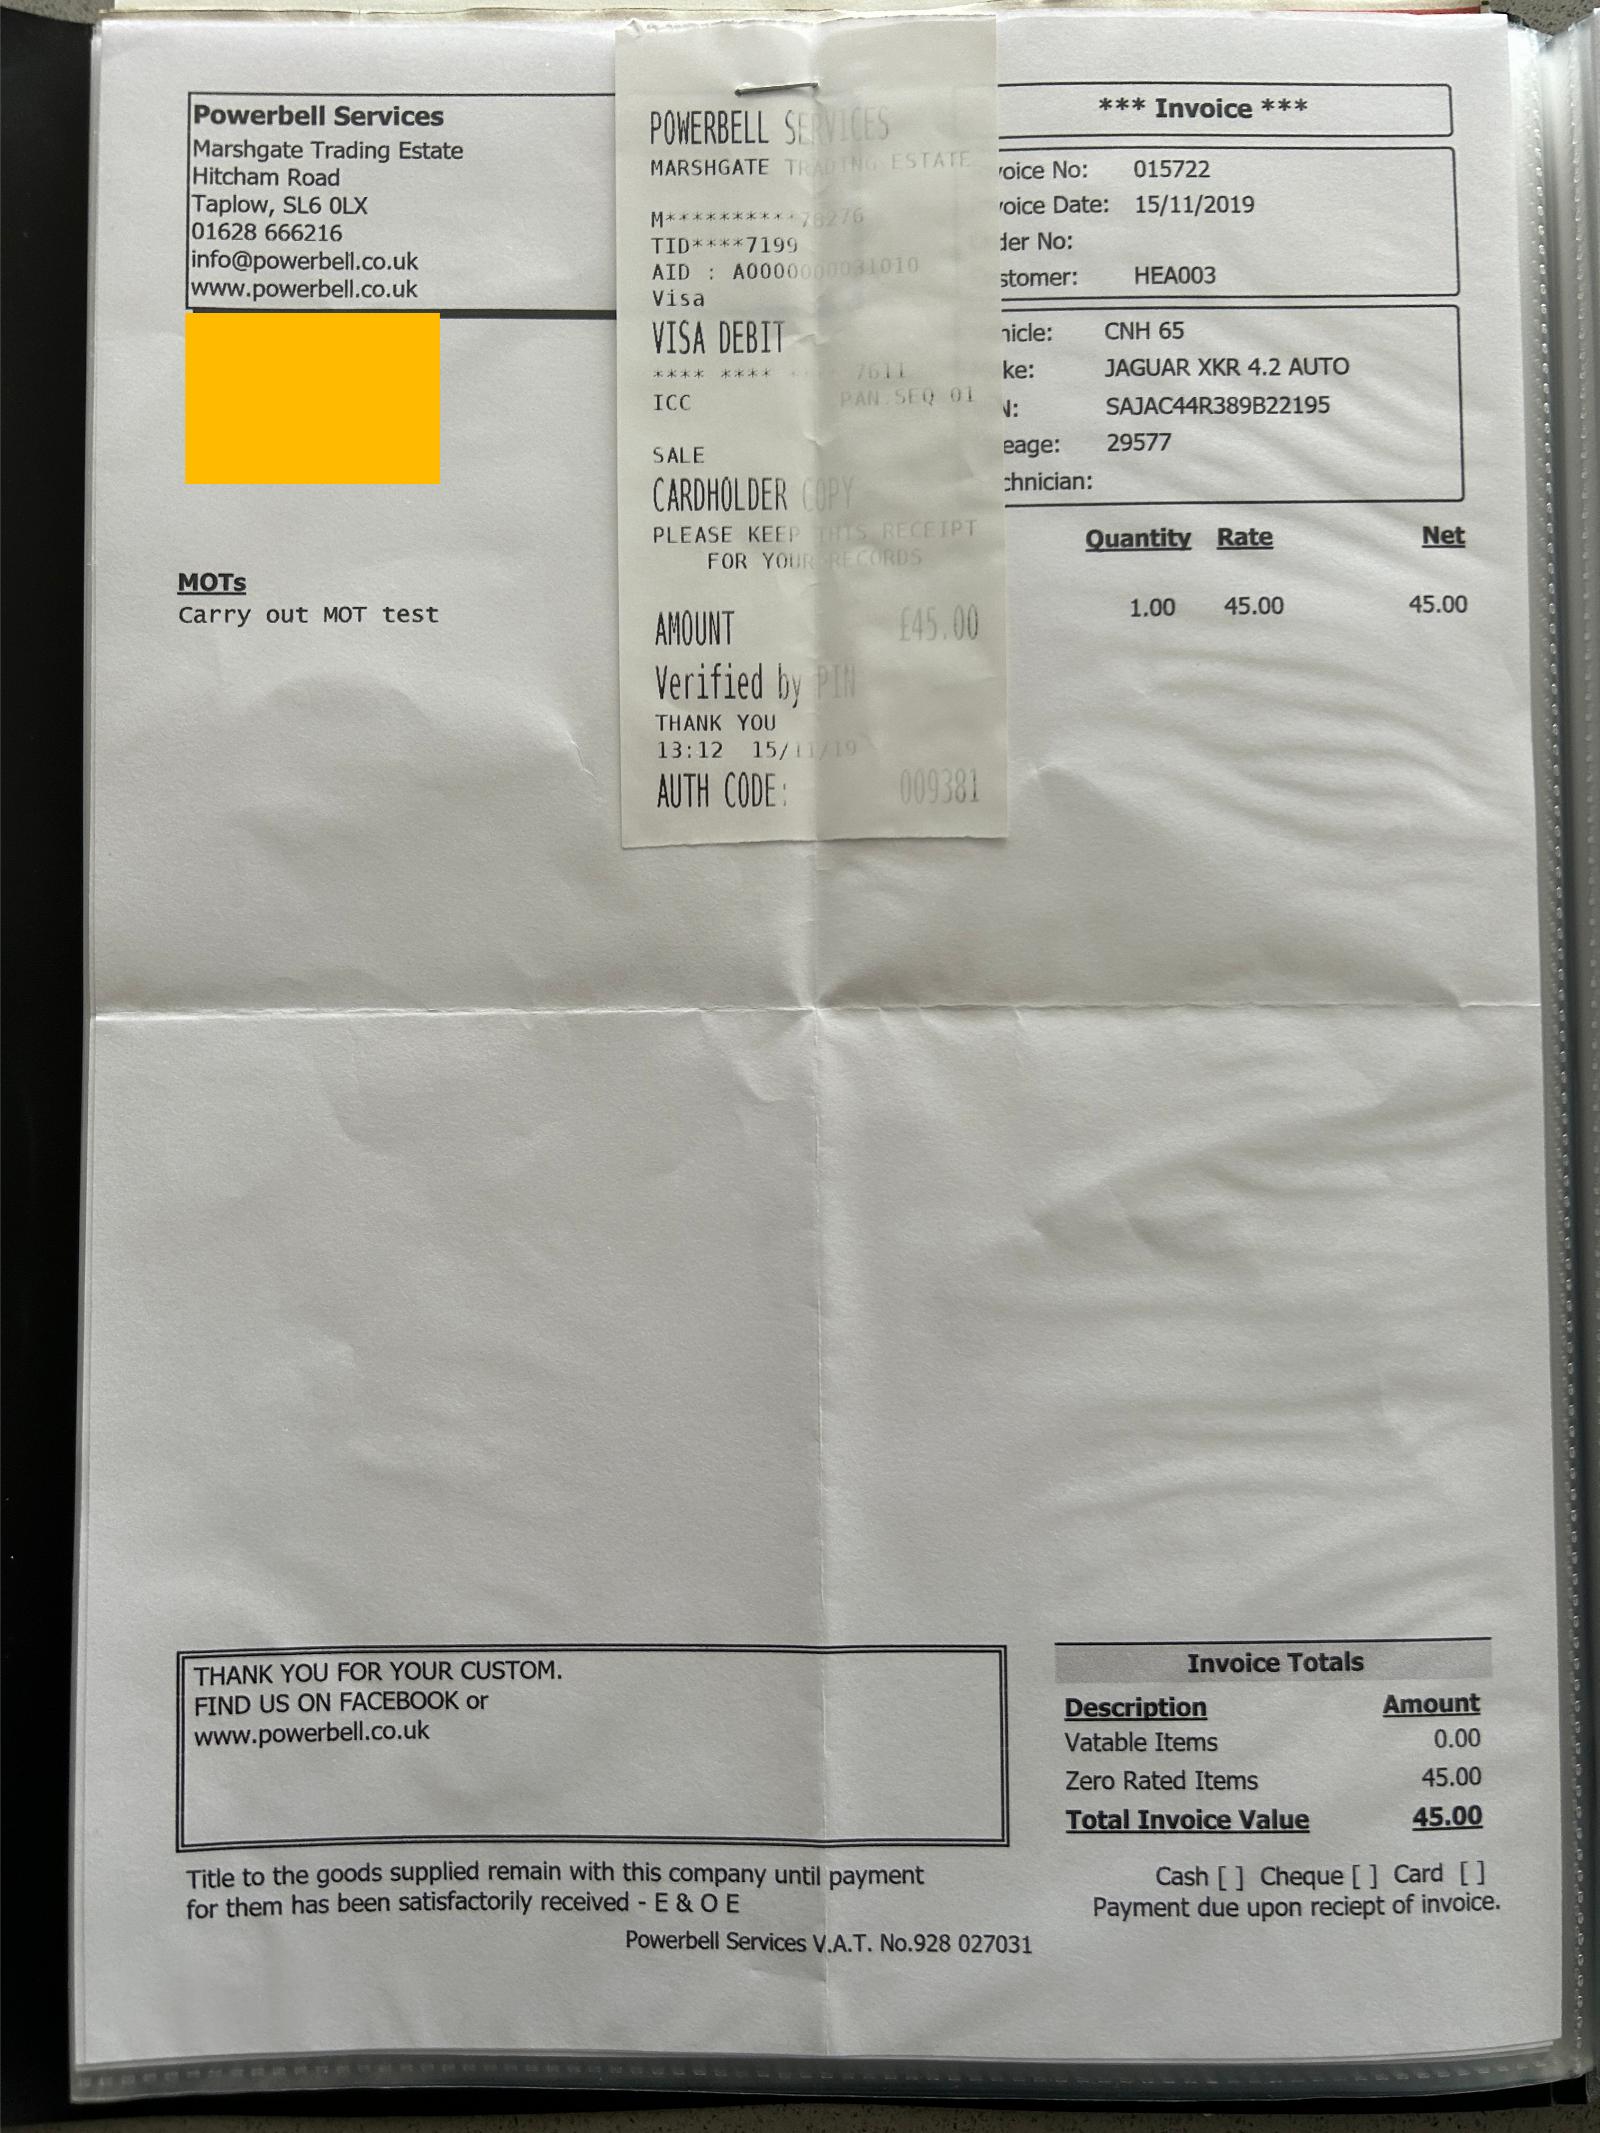 Powerbell Services
Marshgate Trading Estate
Hitcham Road
Taplow, SL6 0LX
01628 666216
info@powerbell.co.uk
www.powerbell.co.uk
POWERBELL SERVICES
MARSHGATE TRADING ESTATE
M**********78276
TID****7199
AID : A0000000031010
Visa
VISA DEBIT
**** **** **** 7611
ICC PAN.SEQ 01
SALE
CARDHOLDER COPY
PLEASE KEEP THIS RECEIPT
FOR YOUR RECORDS
AMOUNT £45.00
Verified by PIN
THANK YOU
13:12 15/11/19
AUTH CODE: 009381
*** Invoice ***
voice No: 015722
voice Date: 15/11/2019
der No:
stomer: HEA003
hicle: CNH 65
ke: JAGUAR XKR 4.2 AUTO
N: SAJAC44R389B22195
eage: 29577
chnician:
Quantity Rate Net
MOTs
Carry out MOT test 1.00 45.00 45.00
THANK YOU FOR YOUR CUSTOM.
FIND US ON FACEBOOK or
www.powerbell.co.uk
Invoice Totals
Description Amount
Vatable Items 0.00
Zero Rated Items 45.00
Total Invoice Value 45.00
Title to the goods supplied remain with this company until payment
for them has been satisfactorily received - E & O E
Cash [ ] Cheque [ ] Card [ ]
Payment due upon reciept of invoice.
Powerbell Services V.A.T. No.928 027031